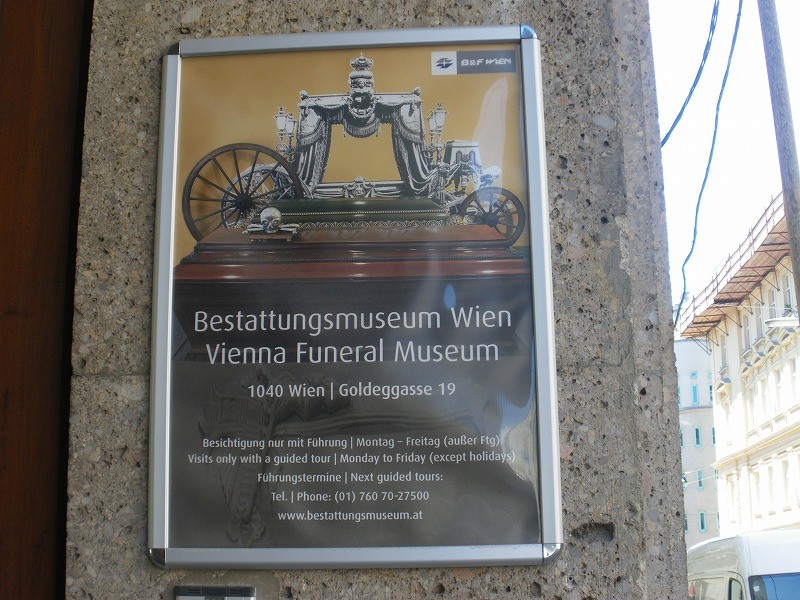 B&F WIEN
Bestattungsmuseum Wien
Vienna Funeral Museum
1040 Wien | Goldeggasse 19
Besichtigung nur mit Führung | Montag – Freitag (außer Ftg)
Visits only with a guided tour | Monday to Friday (except holidays)
Führungstermine | Next guided tours:
Tel. | Phone: (01) 760 70-27500
www.bestattungsmuseum.at